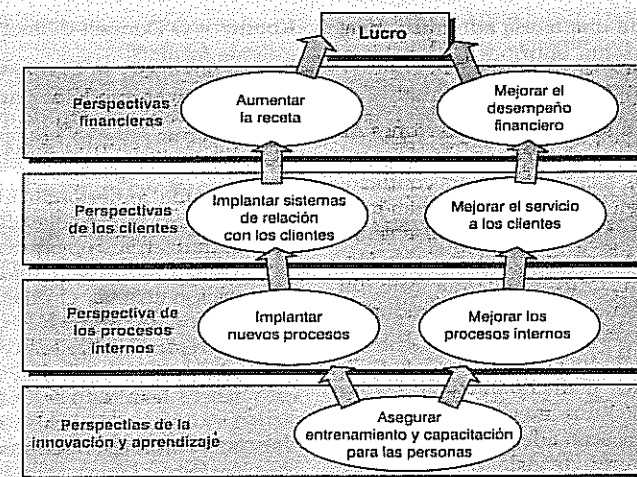 Lucro
Perspectivas
financieras
Aumentar
la receta
Mejorar el
desempeño
financiero
Perspectivas
de los clientes
Implantar sistemas
de relación
con los clientes
Mejorar el servicio
a los clientes
Perspectiva de
los procesos
internos
Implantar
nuevos procesos
Mejorar los
procesos internos
Perspectias de la
innovación y aprendizaje
Asegurar
entrenamiento y capacitación
para las personas